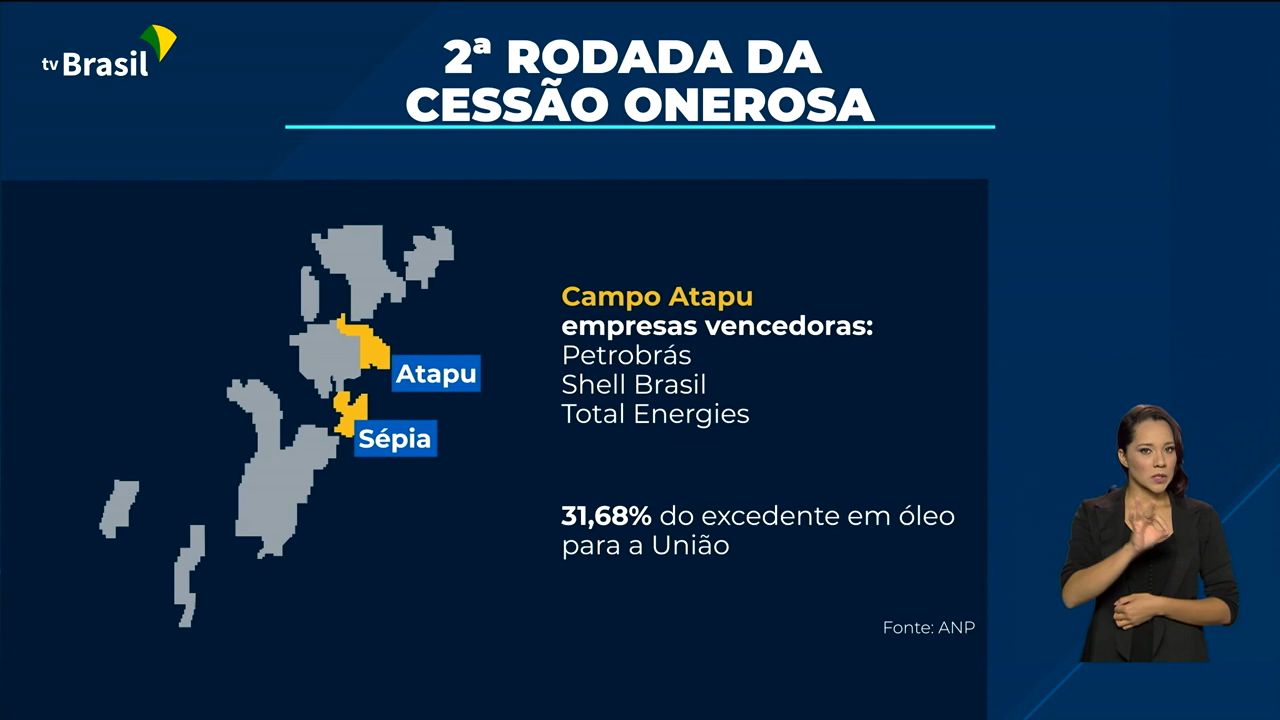 tv Brasil
2ª RODADA DA
CESSÃO ONEROSA
Atapu
Sépia
Campo Atapu
empresas vencedoras:
Petrobrás
Shell Brasil
Total Energies
31,68% do excedente em óleo
para a União
Fonte: ANP